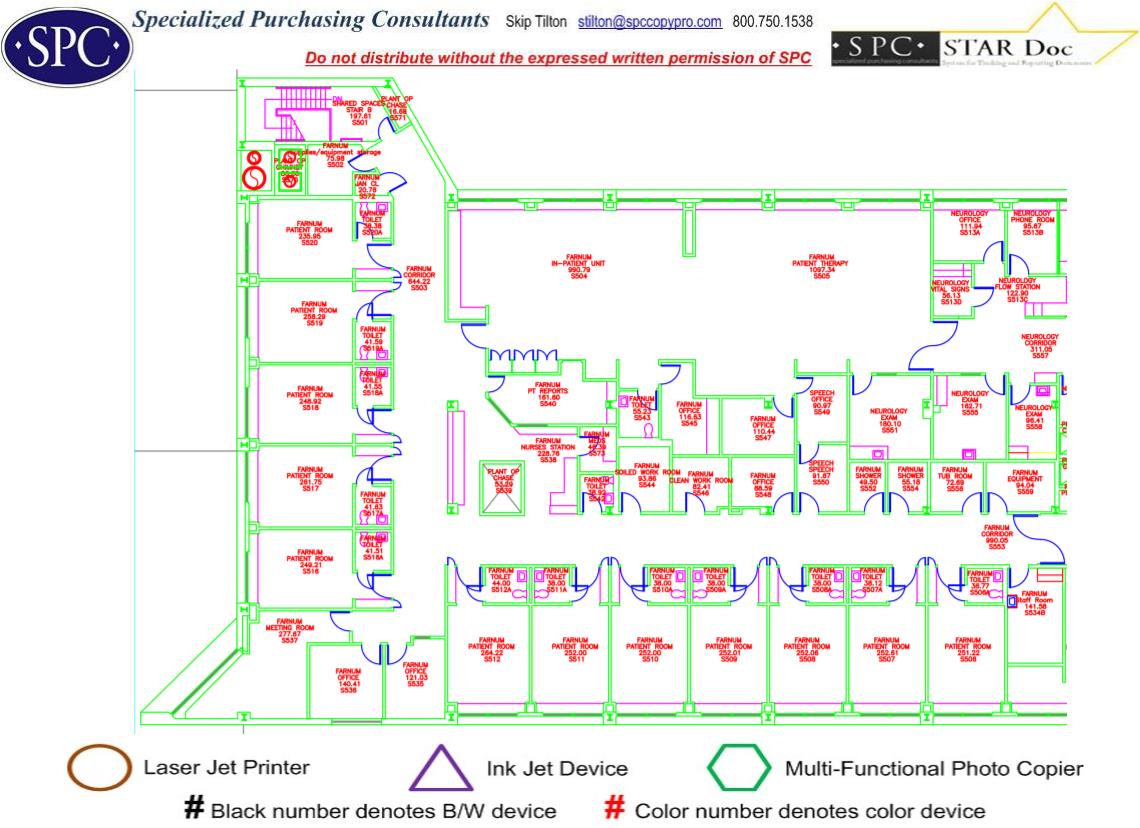 Specialized Purchasing Consultants Skip Tilton stilton@spccopypro.com 800.750.1538
·SPC·
Do not distribute without the expressed written permission of SPC
·SPC· STAR Doc
specialized purchasing consultants System for Tracking and Reporting Documents
DN
SHARED SPACES
STAIR B
197.61
S501
PLANT OP
CHASE
16.68
S571
FARNUM
supplies/equipment storage
75.98
S502
PLANT OP
CHIMNEY
FARNUM
JAN CL
20.76
S572
FARNUM
TOILET
38.38
S520A
FARNUM
PATIENT ROOM
235.95
S520
FARNUM
CORRIDOR
644.22
S503
FARNUM
IN-PATIENT UNIT
990.79
S504
FARNUM
PATIENT THERAPY
1097.34
S505
NEUROLOGY
OFFICE
111.94
S513A
NEUROLOGY
PHONE ROOM
95.67
S513B
NEUROLOGY
VITAL SIGNS
56.13
S513D
NEUROLOGY
FLOW STATION
122.90
S513C
NEUROLOGY
CORRIDOR
311.05
S557
FARNUM
PATIENT ROOM
258.29
S519
FARNUM
TOILET
41.59
S519A
FARNUM
TOILET
41.55
S518A
FARNUM
PATIENT ROOM
248.92
S518
FARNUM
PT REPORTS
161.60
S540
FARNUM
TOILET
55.23
S543
FARNUM
OFFICE
116.63
S545
FARNUM
OFFICE
110.44
S547
SPEECH
OFFICE
90.97
S549
NEUROLOGY
EXAM
180.10
S551
NEUROLOGY
EXAM
162.71
S555
NEUROLOGY
EXAM
96.41
S558
FARNUM
NURSES STATION
228.76
S538
FARNUM
MEDS
46.39
S573
FARNUM
PATIENT ROOM
261.75
S517
FARNUM
TOILET
41.83
S517A
PLANT OP
CHASE
53.29
S539
FARNUM
TOILET
38.92
S542
FARNUM
SOILED WORK ROOM
93.86
S544
FARNUM
CLEAN WORK ROOM
82.41
S546
FARNUM
OFFICE
88.59
S548
SPEECH
SPEECH
91.67
S550
FARNUM
SHOWER
49.50
S552
FARNUM
SHOWER
55.18
S554
FARNUM
TUB ROOM
72.69
S556
FARNUM
EQUIPMENT
94.04
S559
FARNUM
CORRIDOR
990.05
S553
FARNUM
TOILET
41.51
S516A
FARNUM
PATIENT ROOM
249.21
S516
FARNUM
TOILET
44.00
S512A
FARNUM
TOILET
38.00
S511A
FARNUM
TOILET
38.00
S510A
FARNUM
TOILET
38.00
S509A
FARNUM
TOILET
38.00
S508A
FARNUM
TOILET
38.12
S507A
FARNUM
TOILET
38.77
S506A
FARNUM
Staff Room
141.58
S534B
FARNUM
MEETING ROOM
277.67
S537
FARNUM
OFFICE
140.41
S536
FARNUM
OFFICE
121.03
S535
FARNUM
PATIENT ROOM
264.22
S512
FARNUM
PATIENT ROOM
252.00
S511
FARNUM
PATIENT ROOM
252.00
S510
FARNUM
PATIENT ROOM
252.01
S509
FARNUM
PATIENT ROOM
252.06
S508
FARNUM
PATIENT ROOM
252.61
S507
FARNUM
PATIENT ROOM
251.22
S506
Laser Jet Printer Ink Jet Device Multi-Functional Photo Copier
# Black number denotes B/W device # Color number denotes color device